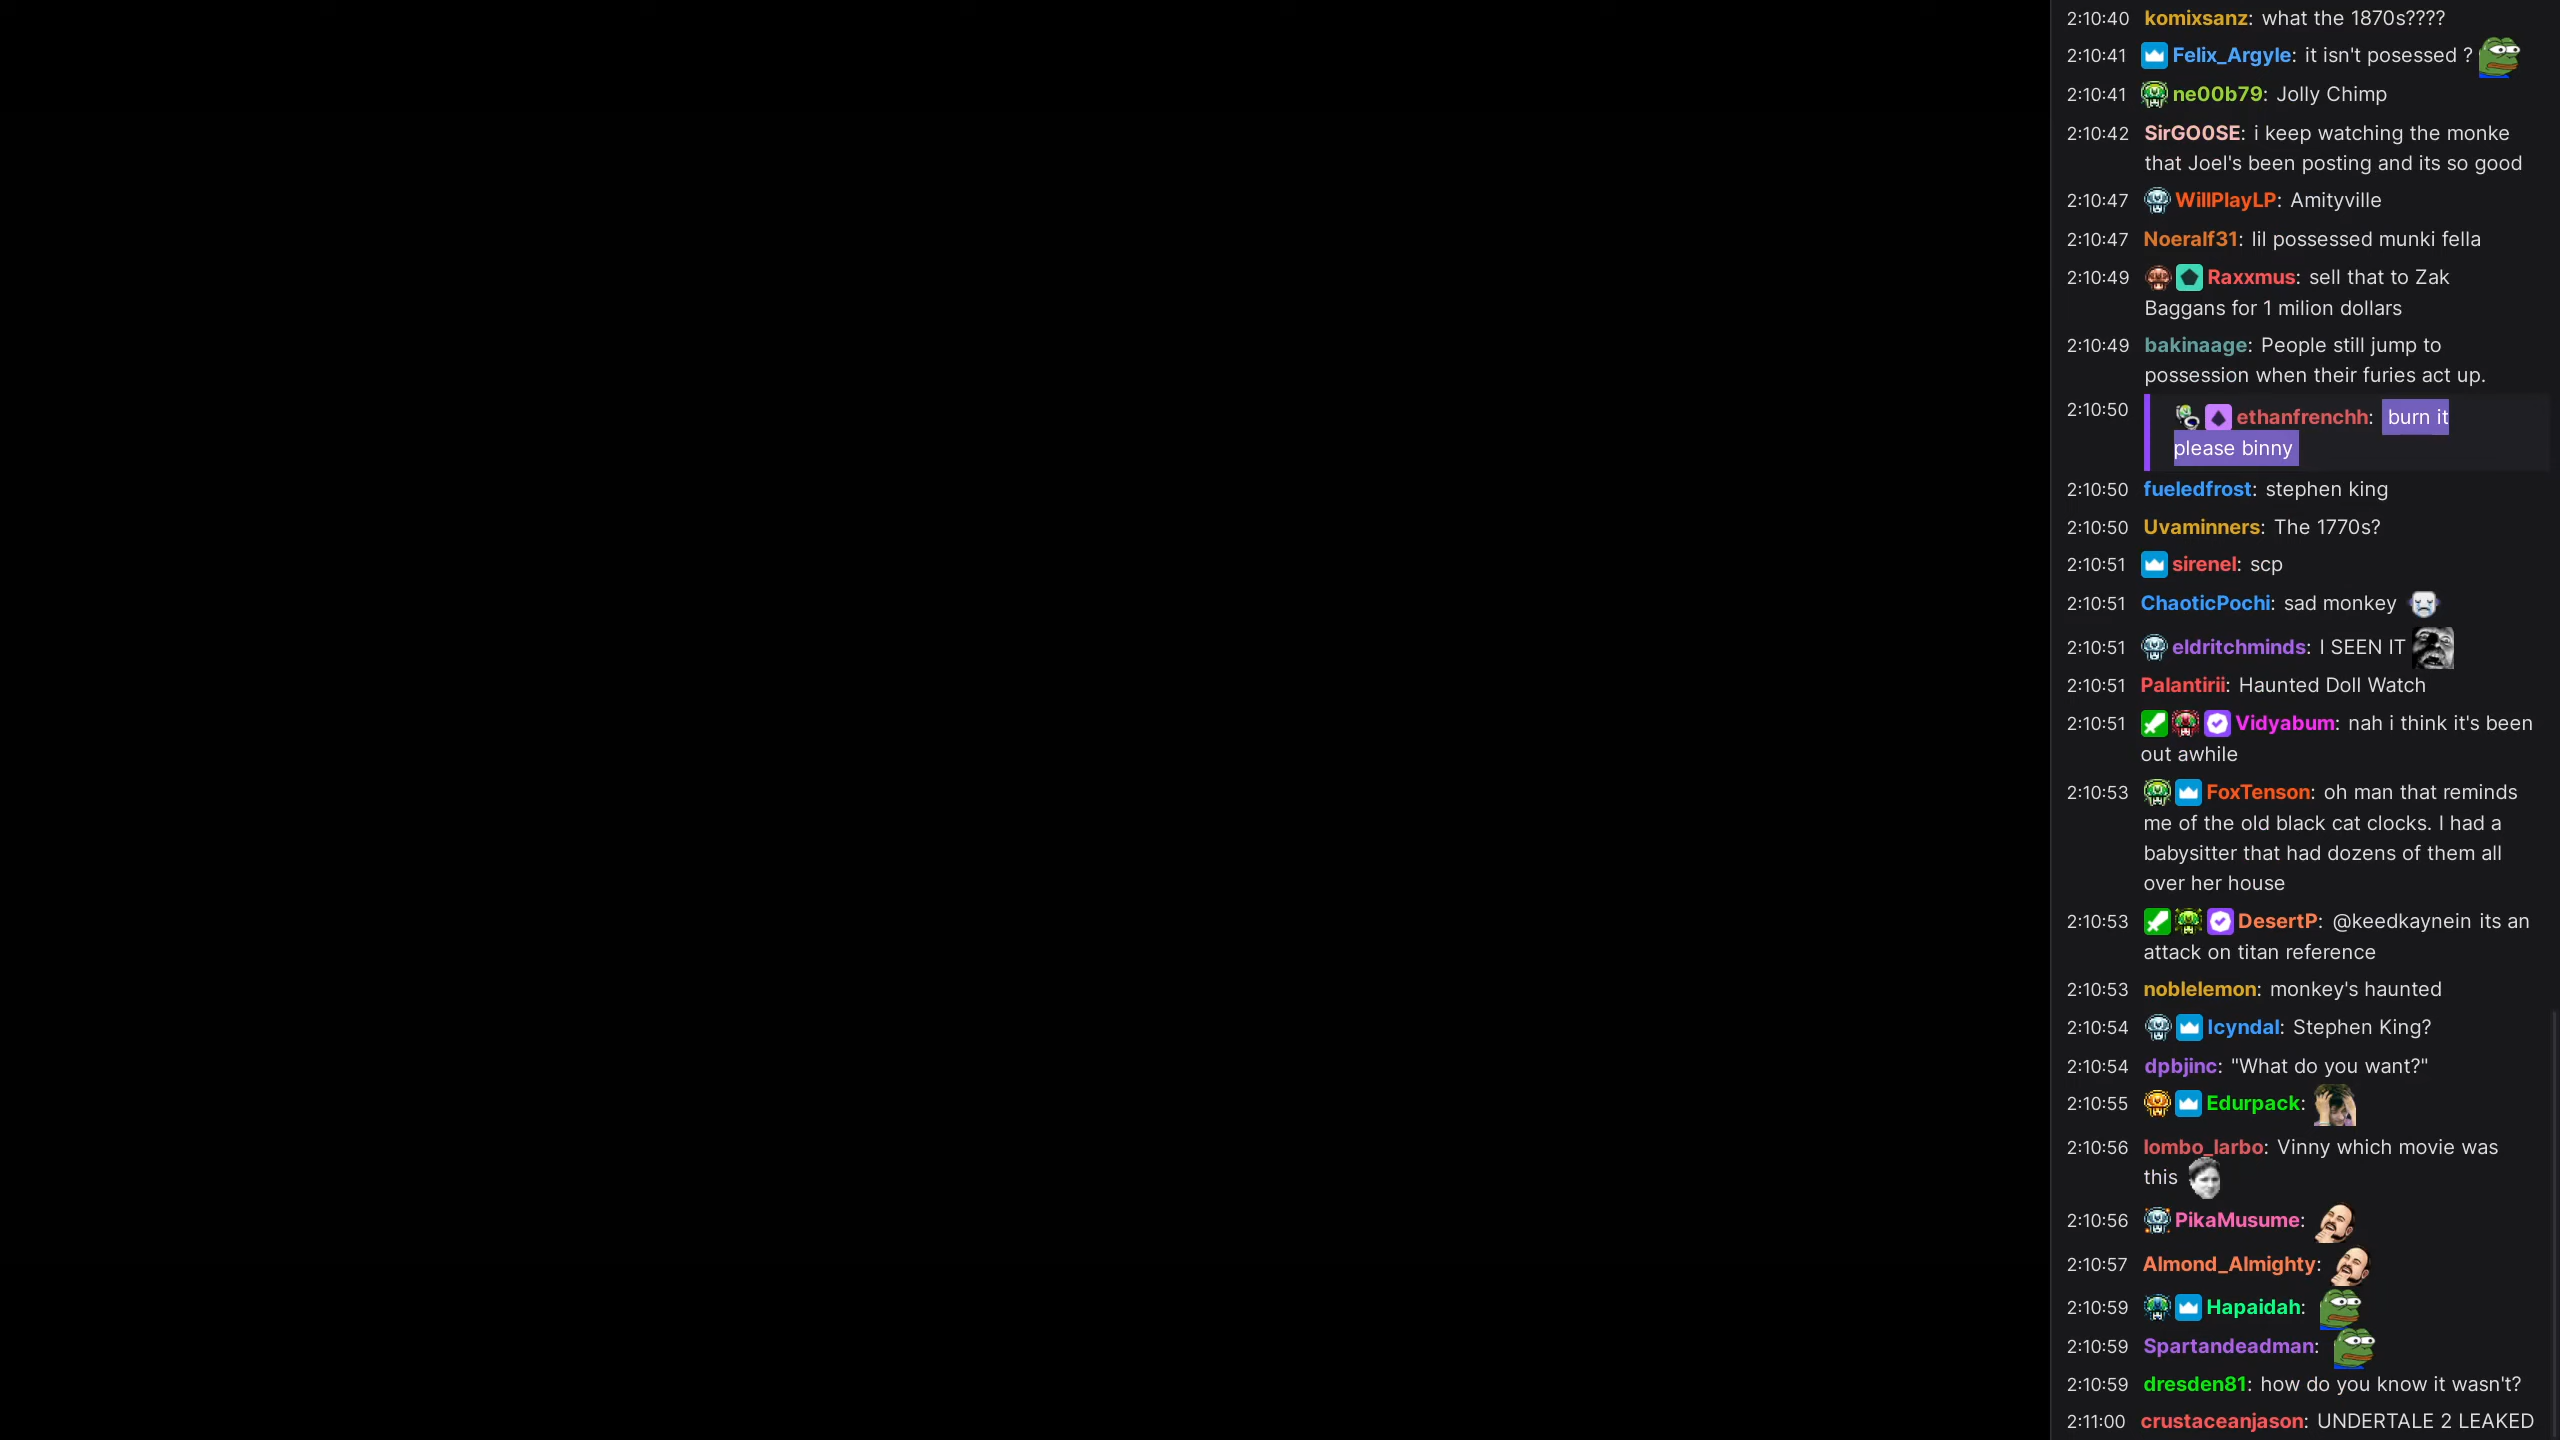 2:10:40 komixsanz: what the 1870s????
2:10:41 Felix_Argyle: it isn't posessed ?
2:10:41 ne00b79: Jolly Chimp
2:10:42 SirGO0SE: i keep watching the monke
that Joel's been posting and its so good
2:10:47 WillPlayLP: Amityville
2:10:47 Noeralf31: lil possessed munki fella
2:10:49 Raxxmus: sell that to Zak
Baggans for 1 milion dollars
2:10:49 bakinaage: People still jump to
possession when their furies act up.
2:10:50 ethanfrenchh: burn it
please binny
2:10:50 fueledfrost: stephen king
2:10:50 Uvaminners: The 1770s?
2:10:51 sirenel: scp
2:10:51 ChaoticPochi: sad monkey
2:10:51 eldritchminds: I SEEN IT
2:10:51 Palantirii: Haunted Doll Watch
2:10:51 Vidyabum: nah i think it's been
out awhile
2:10:53 FoxTenson: oh man that reminds
me of the old black cat clocks. I had a
babysitter that had dozens of them all
over her house
2:10:53 DesertP: @keedkaynein its an
attack on titan reference
2:10:53 noblelemon: monkey's haunted
2:10:54 Icyndal: Stephen King?
2:10:54 dpbjinc: "What do you want?"
2:10:55 Edurpack:
2:10:56 lombo_larbo: Vinny which movie was
this
2:10:56 PikaMusume:
2:10:57 Almond_Almighty:
2:10:59 Hapaidah:
2:10:59 Spartandeadman:
2:10:59 dresden81: how do you know it wasn't?
2:11:00 crustaceanjason: UNDERTALE 2 LEAKED